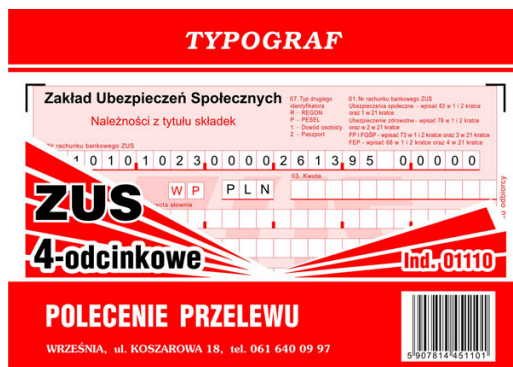 TYPOGRAF
Zakład Ubezpieczeń Społecznych
Należności z tytułu składek
07. Typ drugiego
identyfikatora
R - REGON
P - PESEL
1 - Dowód osobisty
2 - Paszport
01. Nr rachunku bankowego ZUS
Ubezpieczenia społeczne - wpisać 83 w 1 i 2 kratce
oraz 1 w 21 kratce
Ubezpieczenie zdrowotne - wpisać 78 w 1 i 2 kratce
oraz w 2 w 21 kratce
FP i FGŚP - wpisać 73 w 1 i 2 kratce oraz 3 w 21 kratce
FEP - wpisać 68 w 1 i 2 kratce oraz 4 w 21 kratce
Nr rachunku bankowego ZUS
1 0 1 0 1 0 2 3 0 0 0 0 2 6 1 3 9 5 0 0 0 0 0
03. Kwota
W P P L N
kwota słownie
odbiorcy
ZUS
4-odcinkowe
Ind. 01110
POLECENIE PRZELEWU
WRZEŚNIA, ul. KOSZAROWA 18, tel. 061 640 09 97
5 907814 451101